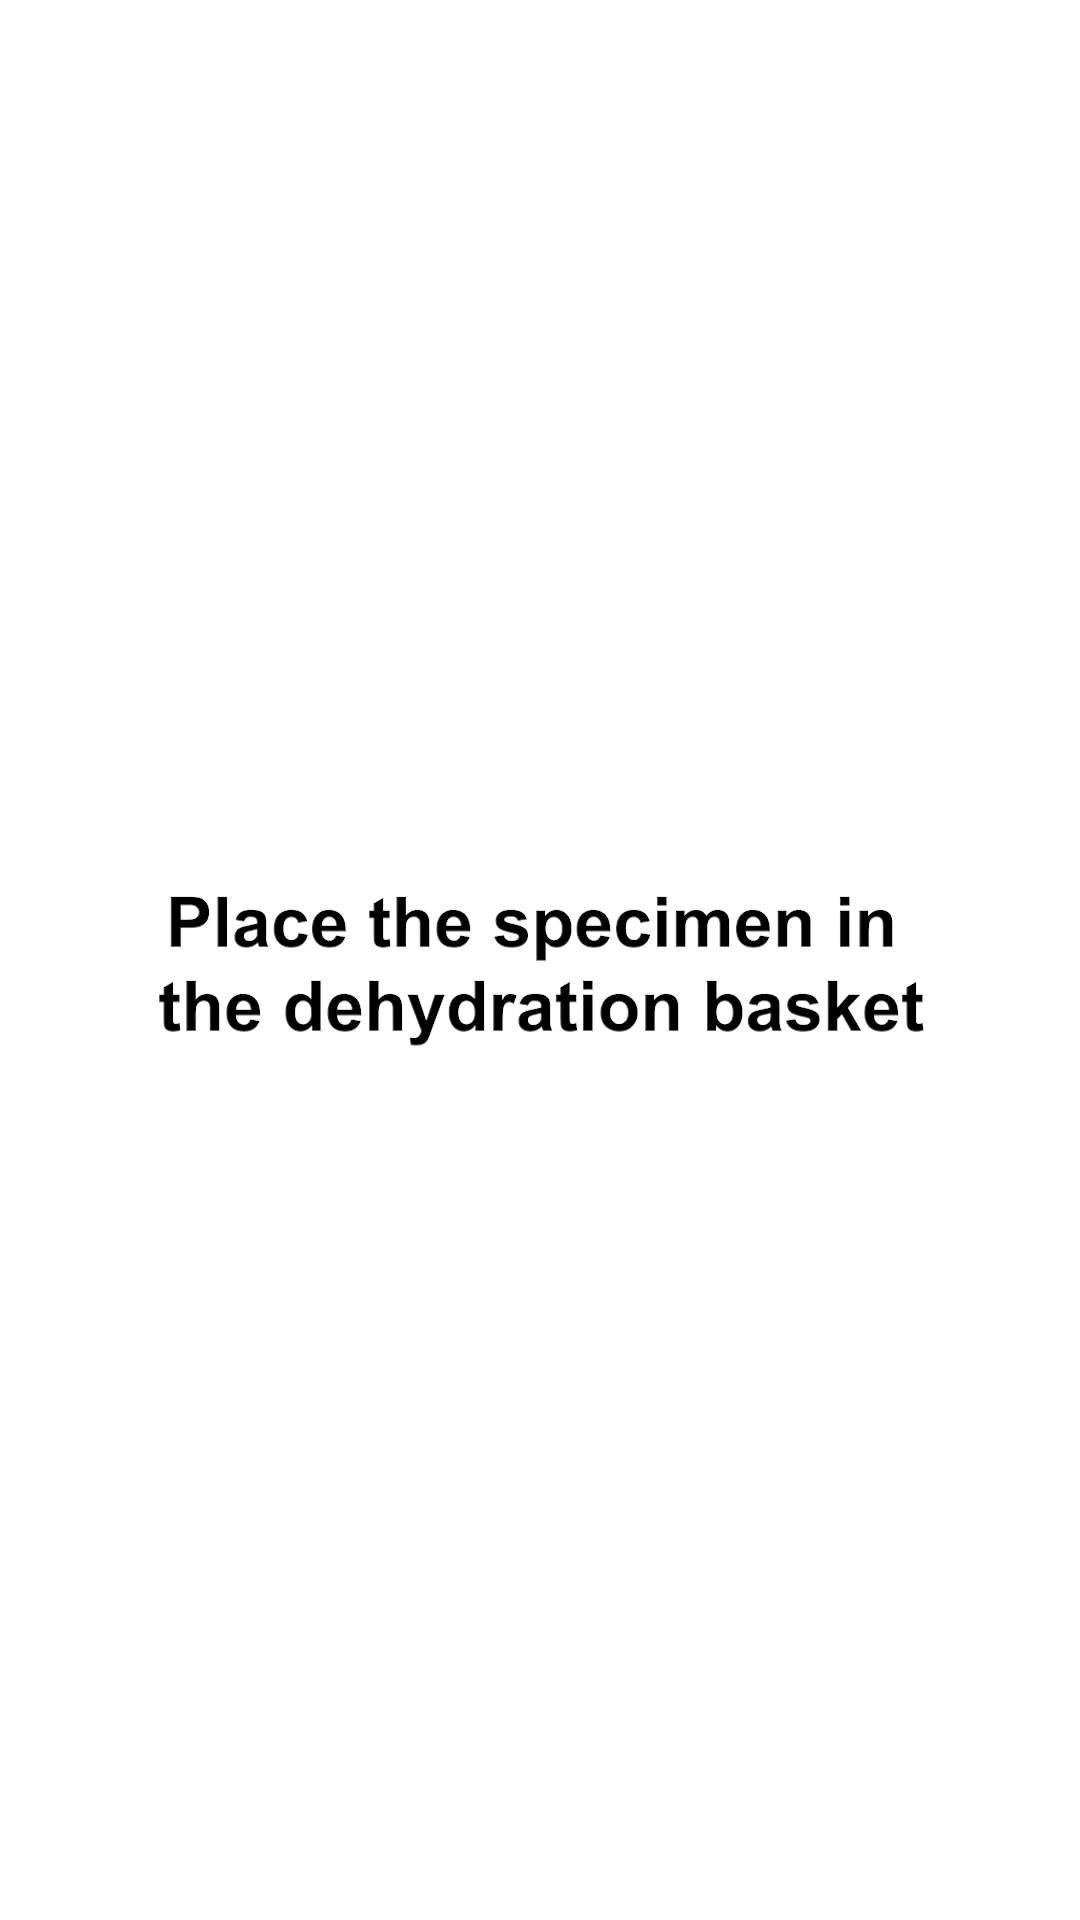 Place the specimen in
the dehydration basket